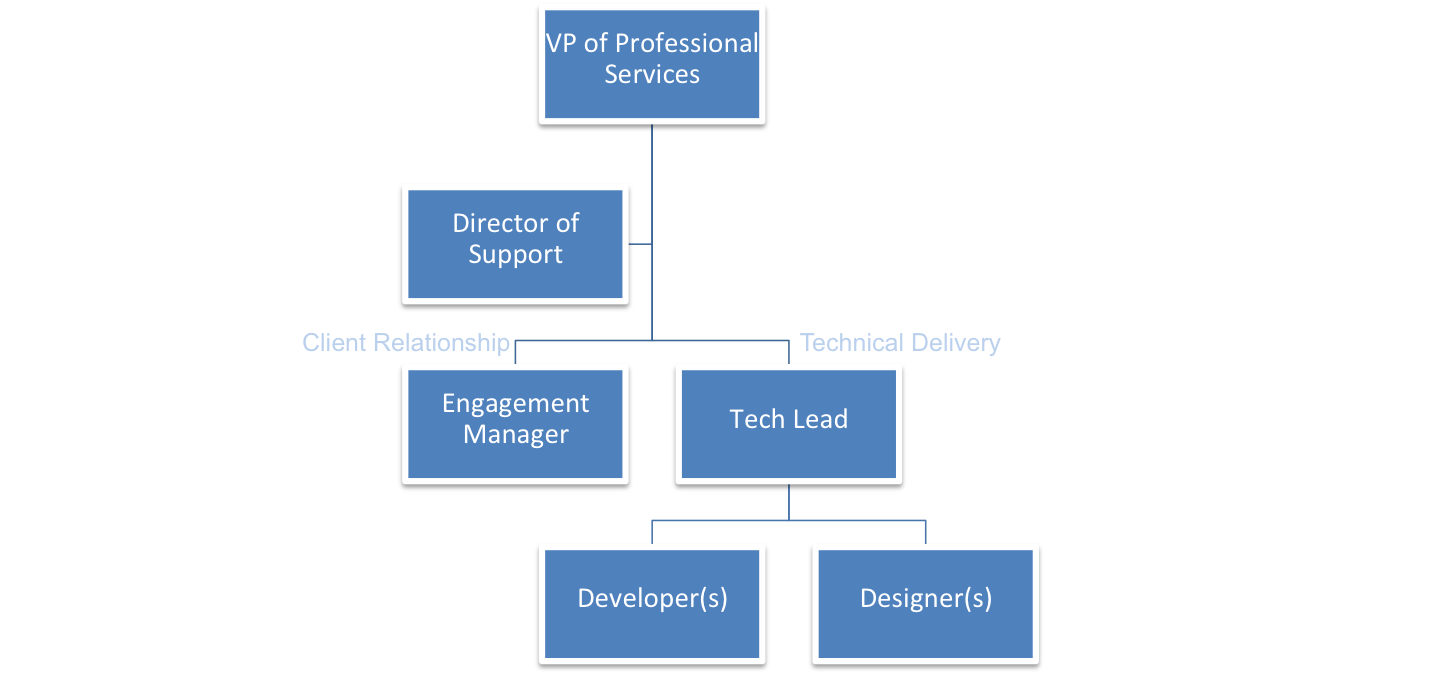 VP of Professional
Services
Director of
Support
Client Relationship
Technical Delivery
Engagement
Manager
Tech Lead
Developer(s)
Designer(s)